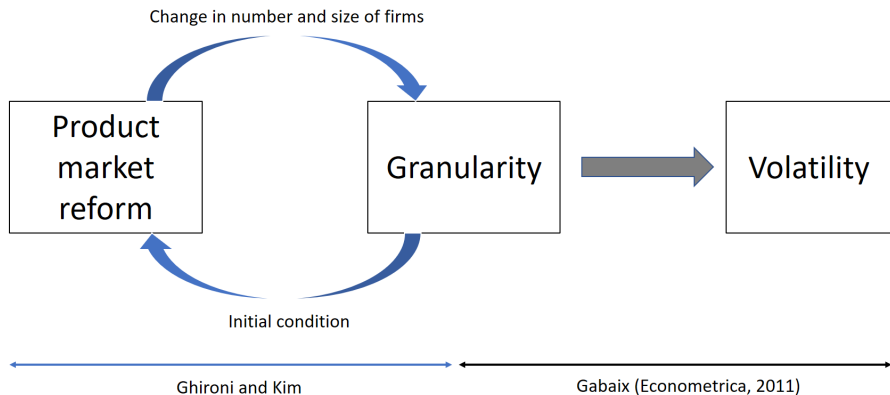 Change in number and size of firms
Product
market
reform
Granularity
Volatility
Initial condition
Ghironi and Kim
Gabaix (Econometrica, 2011)